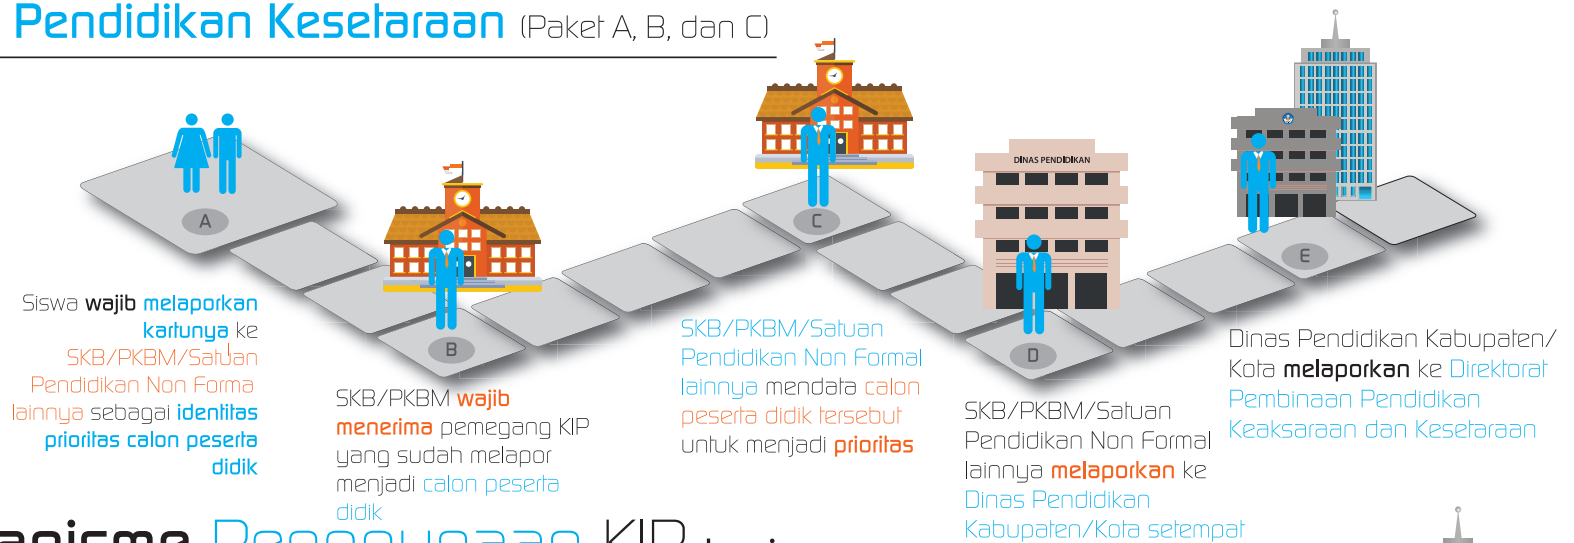 Pendidikan Kesetaraan (Paket A, B, dan C)
A
Siswa wajib melaporkan
kartunya ke
SKB/PKBM/Satuan
Pendidikan Non Forma
lainnya sebagai identitas
prioritas calon peserta
didik
B
SKB/PKBM wajib
menerima pemegang KIP
yang sudah melapor
menjadi calon peserta
didik
C
SKB/PKBM/Satuan
Pendidikan Non Formal
lainnya mendata calon
peserta didik tersebut
untuk menjadi prioritas
DINAS PENDIDIKAN
D
SKB/PKBM/Satuan
Pendidikan Non Formal
lainnya melaporkan ke
Dinas Pendidikan
Kabupaten/Kota setempat
E
Dinas Pendidikan Kabupaten/
Kota melaporkan ke Direktorat
Pembinaan Pendidikan
Keaksaraan dan Kesetaraan
Penggunaan KIP